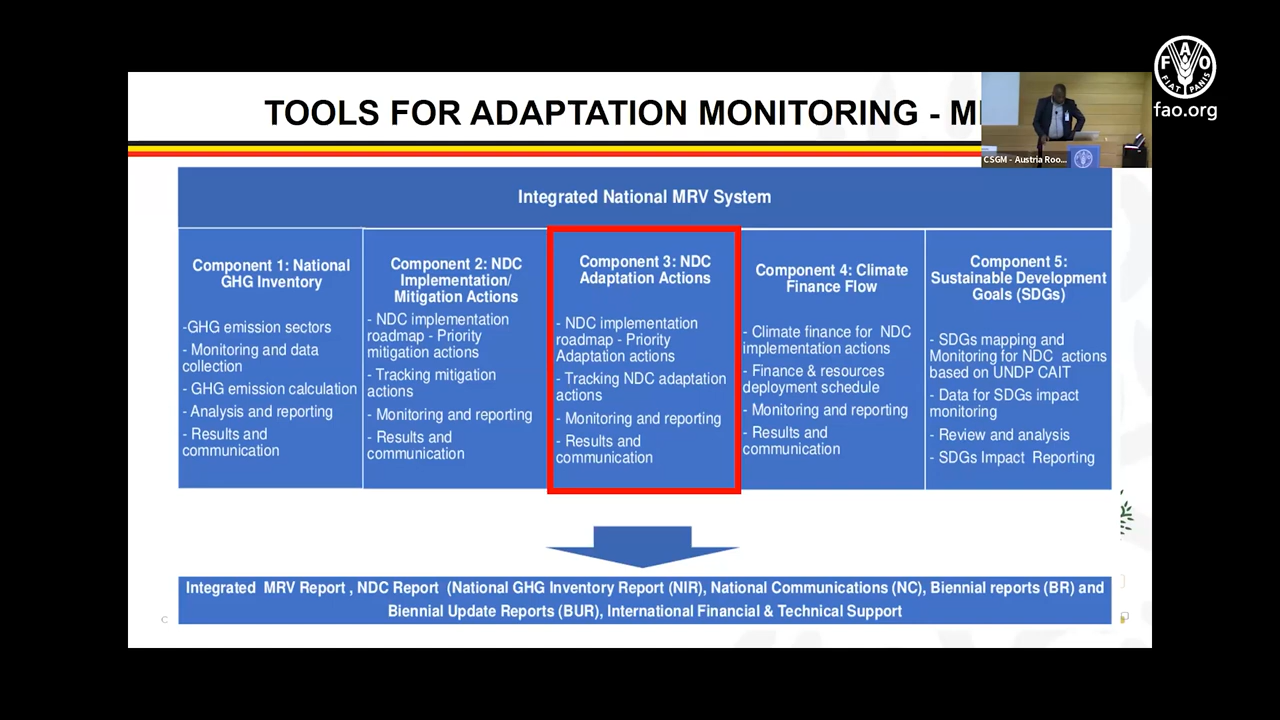 TOOLS FOR ADAPTATION MONITORING -
FAO
FIAT PANIS
fao.org
CSGM - Austria Roo...
Integrated National MRV System
Component 1: National
GHG Inventory
-GHG emission sectors
- Monitoring and data
collection
- GHG emission calculation
- Analysis and reporting
- Results and
communication
Component 2: NDC
Implementation/
Mitigation Actions
- NDC implementation
roadmap - Priority
mitigation actions
- Tracking mitigation
actions
- Monitoring and reporting
- Results and
communication
Component 3: NDC
Adaptation Actions
- NDC implementation
roadmap - Priority
Adaptation actions
- Tracking NDC adaptation
actions
- Monitoring and reporting
- Results and
communication
Component 4: Climate
Finance Flow
- Climate finance for NDC
implementation actions
- Finance & resources
deployment schedule
- Monitoring and reporting
- Results and
communication
Component 5:
Sustainable Development
Goals (SDGs)
- SDGs mapping and
Monitoring for NDC actions
based on UNDP CAIT
- Data for SDGs impact
monitoring
- Review and analysis
- SDGs Impact Reporting
Integrated MRV Report , NDC Report (National GHG Inventory Report (NIR), National Communications (NC), Biennial reports (BR) and
Biennial Update Reports (BUR), International Financial & Technical Support